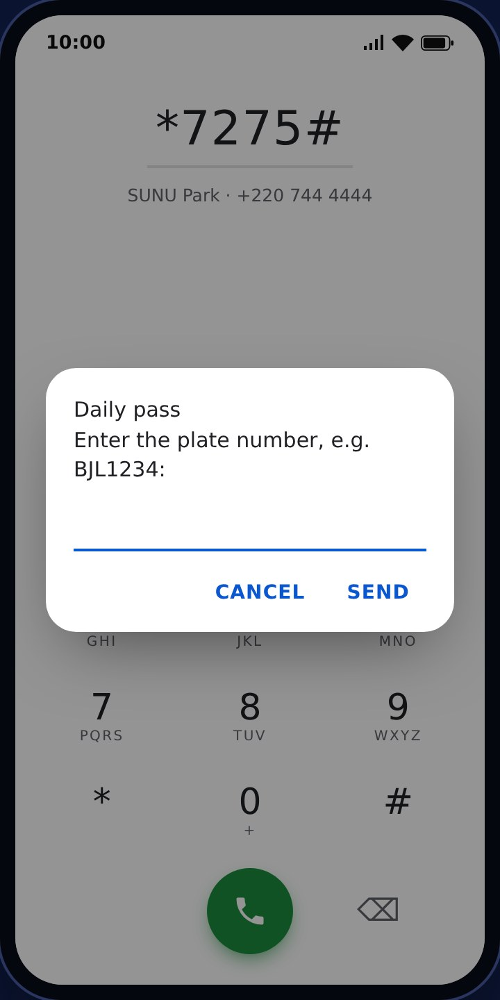 10:00
*7275#
SUNU Park · +220 744 4444
Daily pass
Enter the plate number, e.g.
BJL1234:
CANCEL SEND
GHI JKL MNO
7 8 9
PQRS TUV WXYZ
* 0 #
+